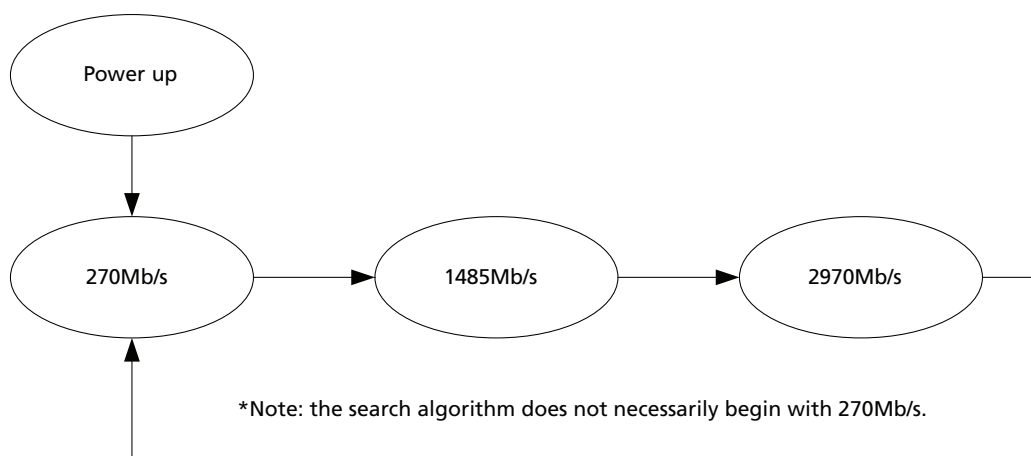 Power up
270Mb/s
1485Mb/s
2970Mb/s
*Note: the search algorithm does not necessarily begin with 270Mb/s.